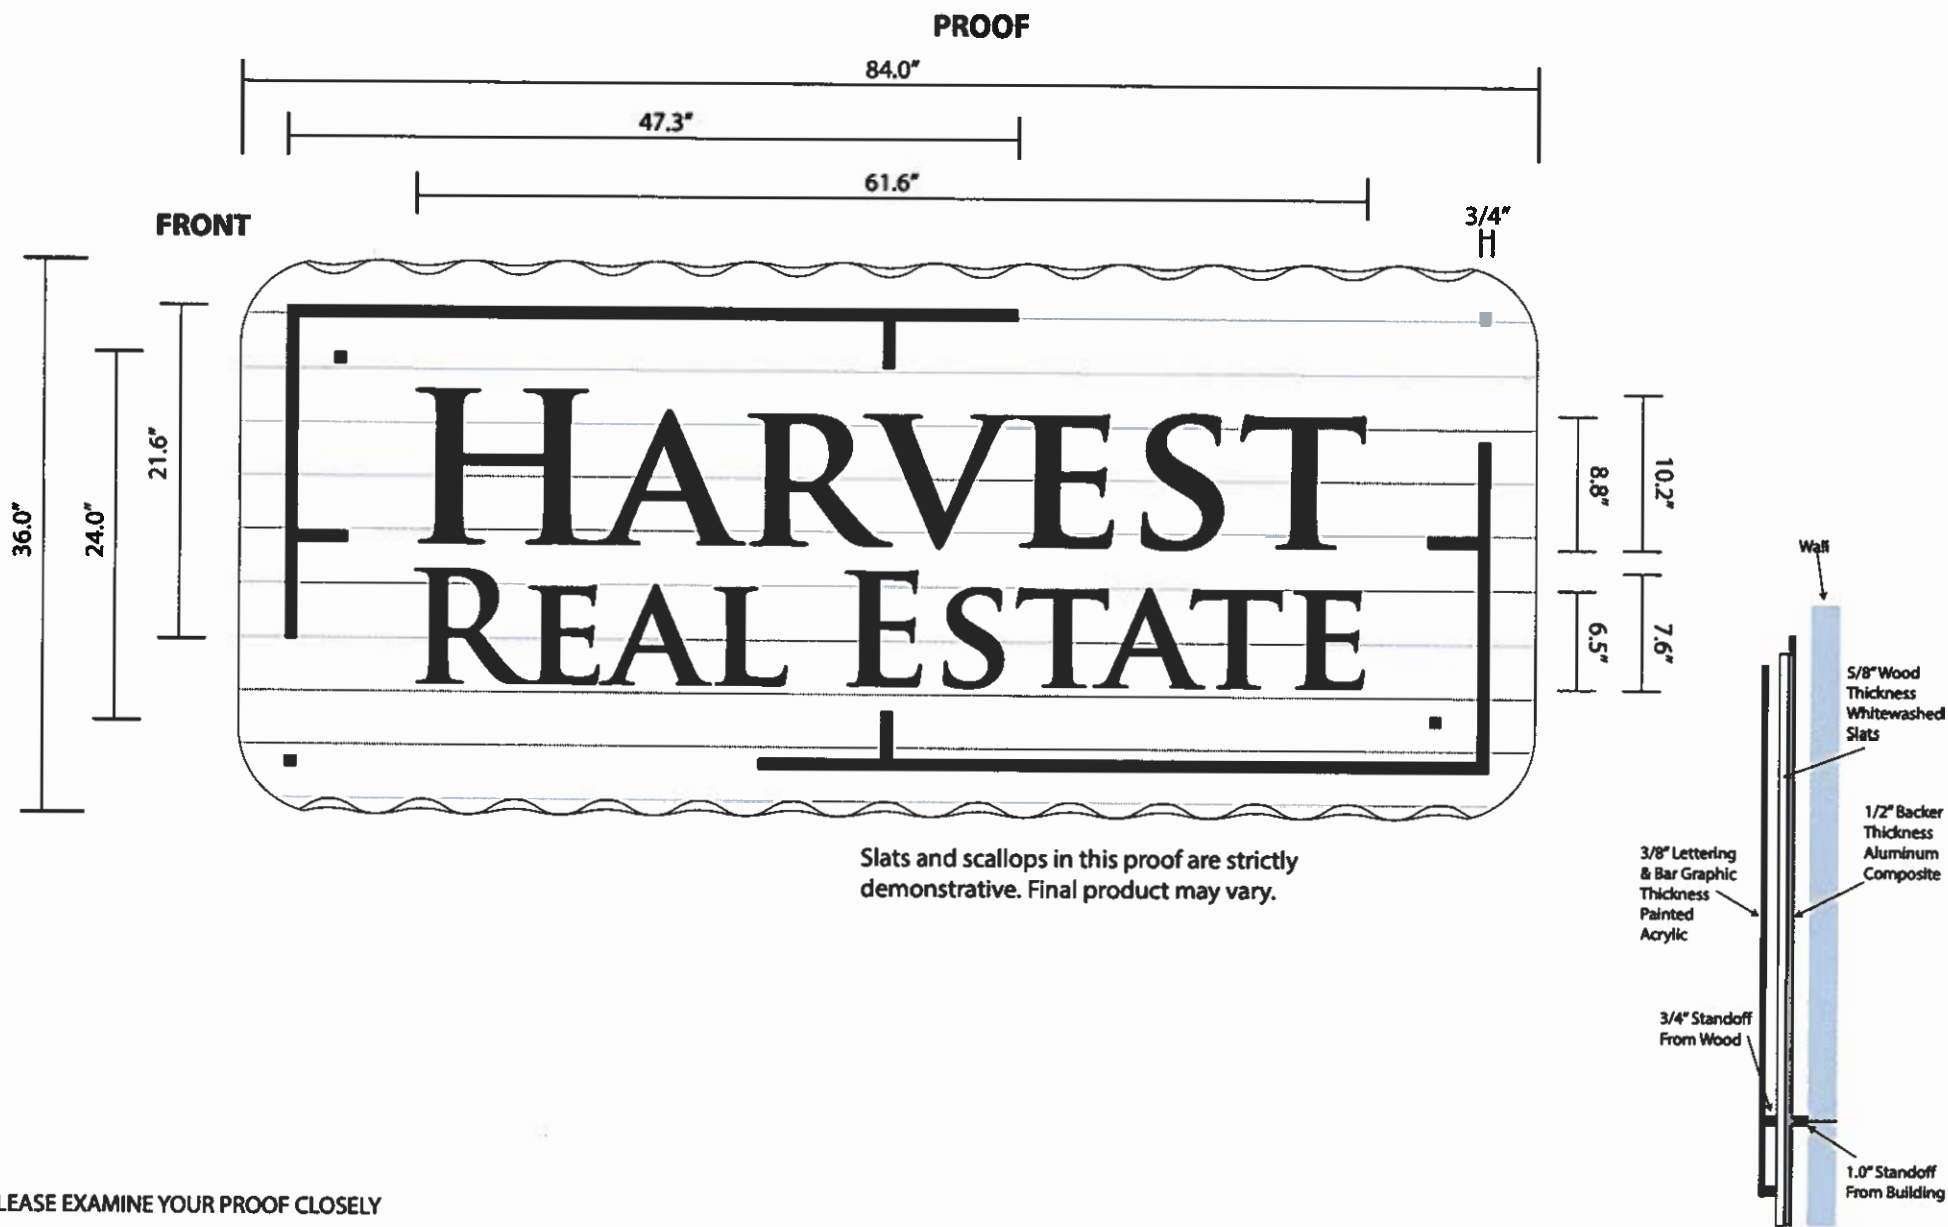 PROOF
84.0"
47.3"
61.6"
3/4"
FRONT
36.0"
24.0"
21.6"
HARVEST
REAL ESTATE
8.8"
10.2"
6.5"
7.6"
Slats and scallops in this proof are strictly
demonstrative. Final product may vary.
Wall
5/8" Wood
Thickness
Whitewashed
Slats
1/2" Backer
Thickness
Aluminum
Composite
3/8" Lettering
& Bar Graphic
Thickness
Painted
Acrylic
3/4" Standoff
From Wood
1.0" Standoff
From Building
LEASE EXAMINE YOUR PROOF CLOSELY